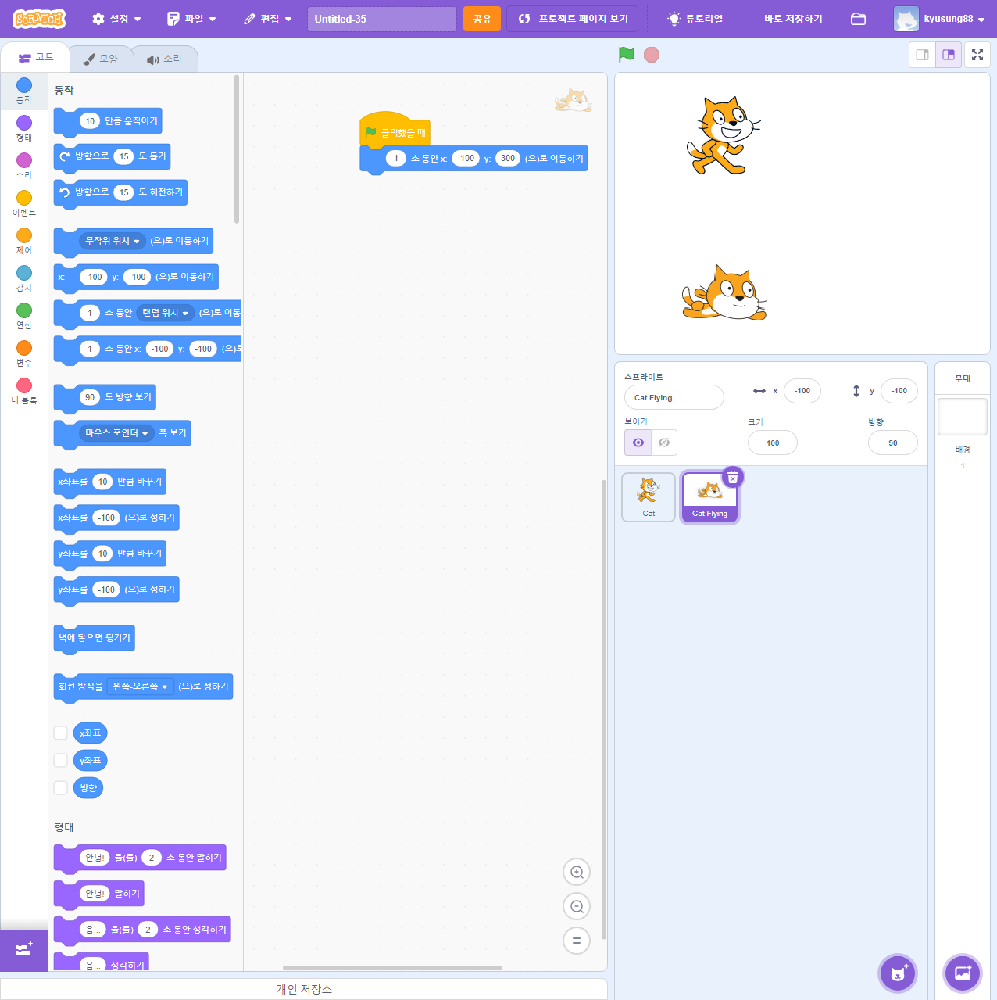 SCRATCH 설정 파일 편집 Untitled-35 공유 프로젝트 페이지 보기 튜토리얼 바로 저장하기 kyusung88
코드 모양 소리
동작
형태
소리
이벤트
제어
감지
연산
변수
내 블록
동작
10 만큼 움직이기
방향으로 15 도 돌기
방향으로 15 도 회전하기
무작위 위치 (으)로 이동하기
x: -100 y: -100 (으)로 이동하기
1 초 동안 랜덤 위치 (으)로 이동
1 초 동안 x: -100 y: -100 (으)로
90 도 방향 보기
마우스 포인터 쪽 보기
x좌표를 10 만큼 바꾸기
x좌표를 -100 (으)로 정하기
y좌표를 10 만큼 바꾸기
y좌표를 -100 (으)로 정하기
벽에 닿으면 튕기기
회전 방식을 왼쪽-오른쪽 (으)로 정하기
x좌표
y좌표
방향
형태
안녕! 을(를) 2 초 동안 말하기
안녕! 말하기
음... 을(를) 2 초 동안 생각하기
음... 생각하기
클릭했을 때
1 초 동안 x: -100 y: 300 (으)로 이동하기
개인 저장소
스프라이트
Cat Flying
x -100 y -100
보이기 크기 방향
100 90
Cat
Cat Flying
무대
배경
1